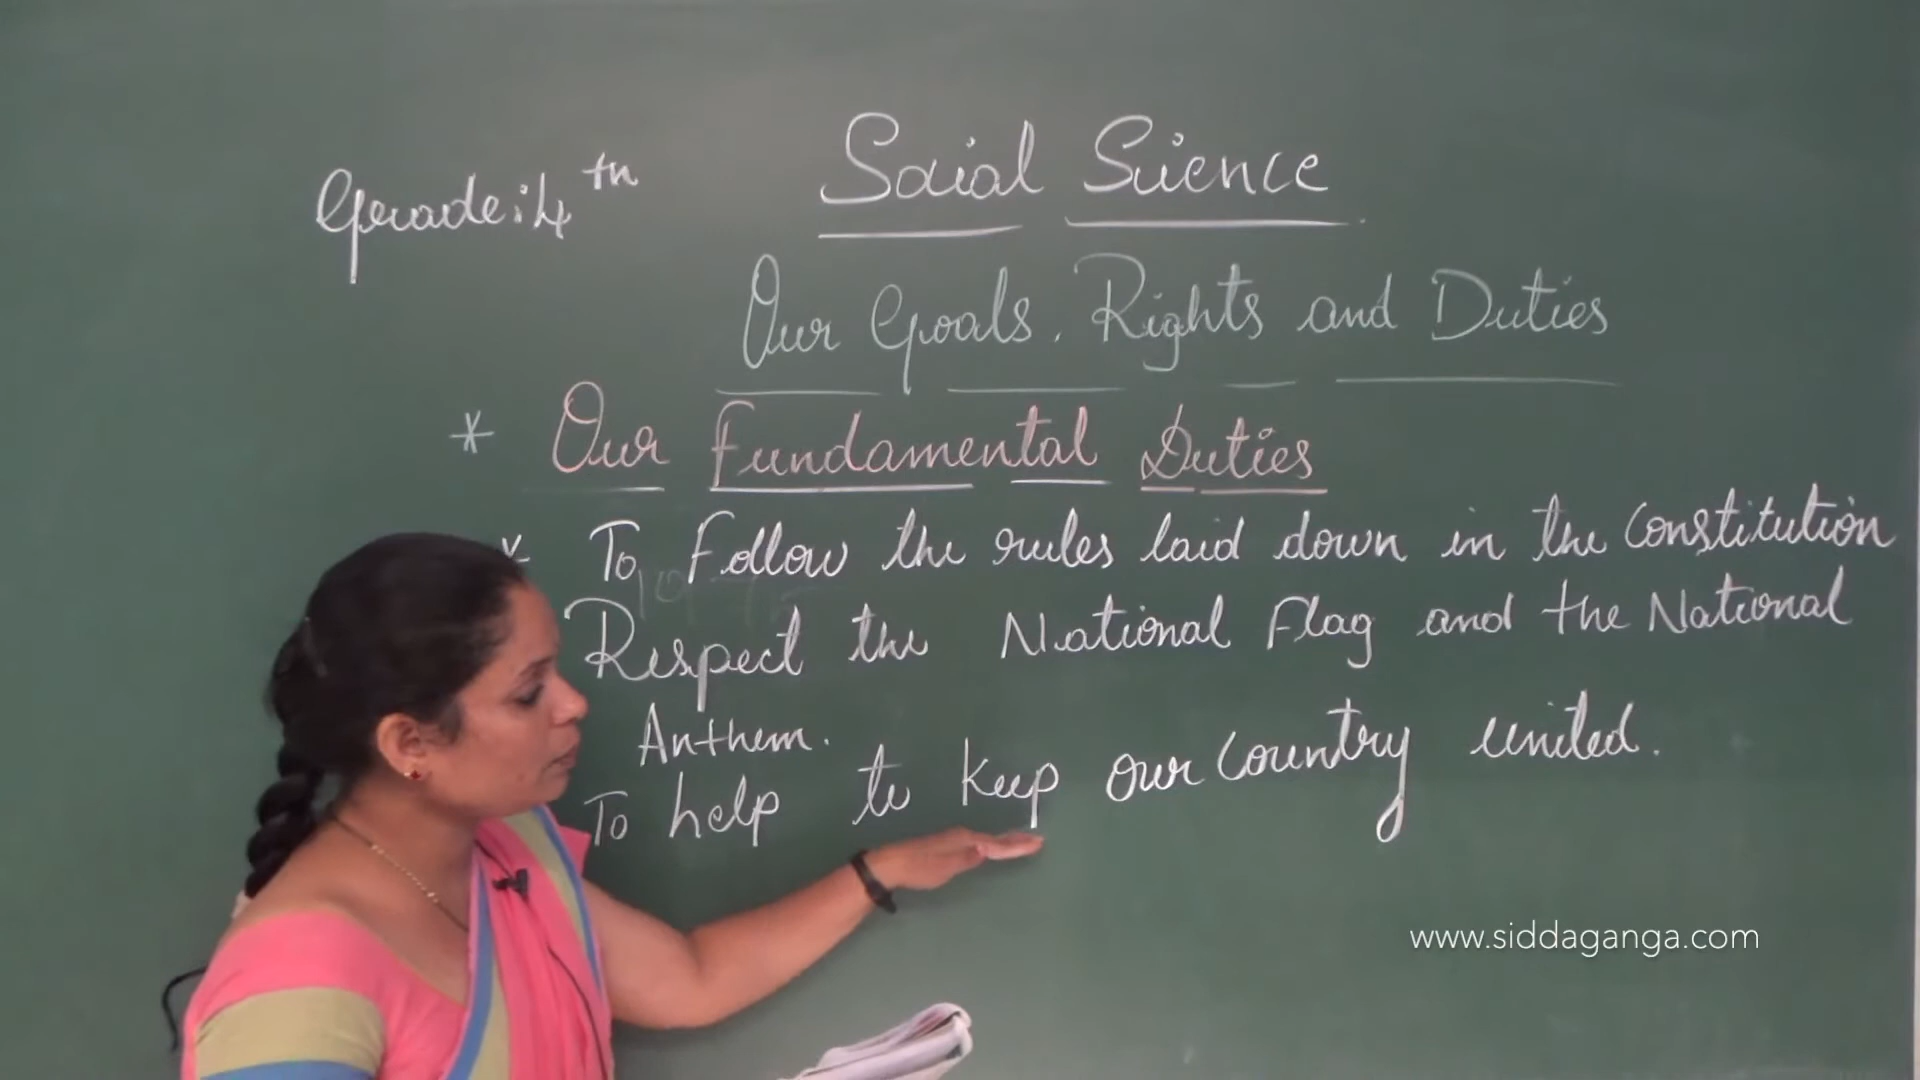 Grade: 4th
Social Science
Our Goals, Rights and Duties
* Our Fundamental Duties
* To Follow the rules laid down in the Constitution
Respect the National Flag and the National
Anthem.
To help to keep our country united.
www.siddaganga.com